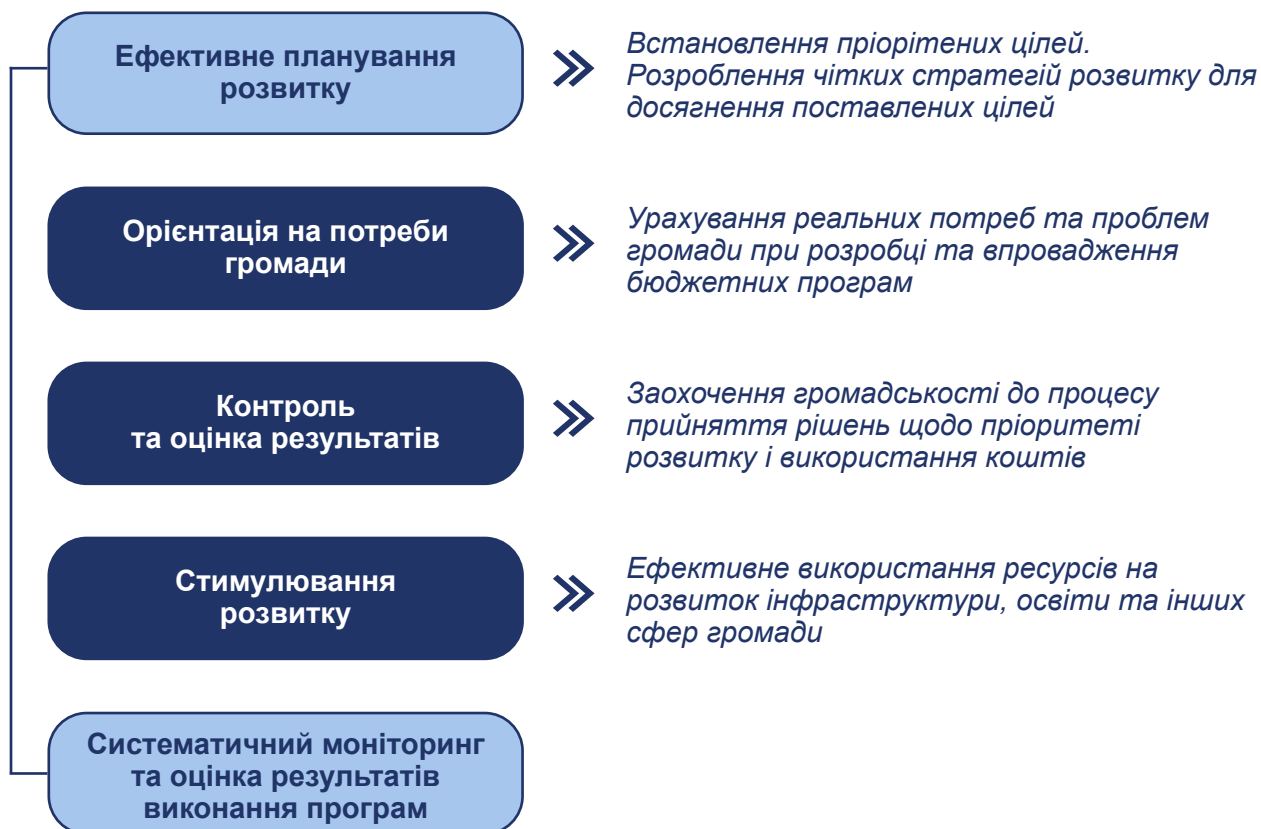 Ефективне планування
розвитку
Встановлення пріорітених цілей.
Розроблення чітких стратегій розвитку для
досягнення поставлених цілей
Орієнтація на потреби
громади
Урахування реальних потреб та проблем
громади при розробці та впровадження
бюджетних програм
Контроль
та оцінка результатів
Заохочення громадськості до процесу
прийняття рішень щодо пріоритеті
розвитку і використання коштів
Стимулювання
розвитку
Ефективне використання ресурсів на
розвиток інфраструктури, освіти та інших
сфер громади
Систематичний моніторинг
та оцінка результатів
виконання програм